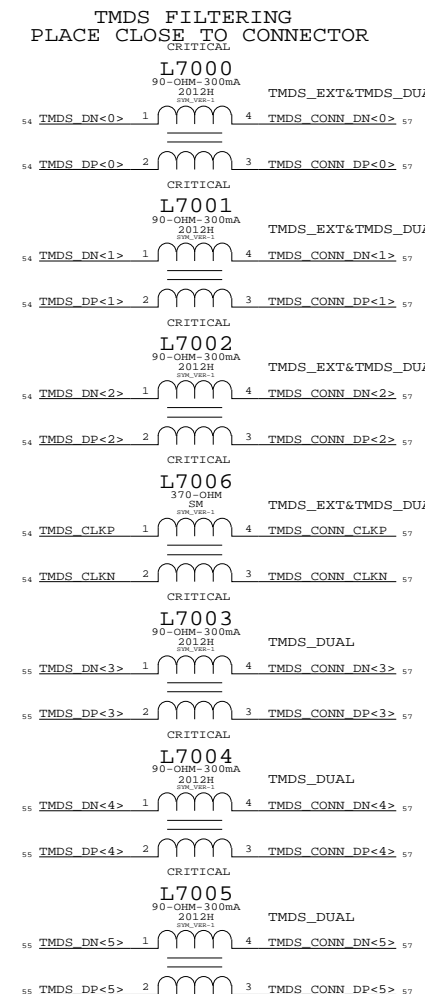 TMDS FILTERING
PLACE CLOSE TO CONNECTOR
CRITICAL
L7000
90-OHM-300mA
2012H
SYM_VER-1
TMDS_EXT&TMDS_DUA
54 TMDS_DN<0> 1 4 TMDS_CONN_DN<0> 57
54 TMDS_DP<0> 2 3 TMDS_CONN_DP<0> 57
CRITICAL
L7001
90-OHM-300mA
2012H
SYM_VER-1
TMDS_EXT&TMDS_DUA
54 TMDS_DN<1> 1 4 TMDS_CONN_DN<1> 57
54 TMDS_DP<1> 2 3 TMDS_CONN_DP<1> 57
CRITICAL
L7002
90-OHM-300mA
2012H
SYM_VER-1
TMDS_EXT&TMDS_DUA
54 TMDS_DN<2> 1 4 TMDS_CONN_DN<2> 57
54 TMDS_DP<2> 2 3 TMDS_CONN_DP<2> 57
CRITICAL
L7006
370-OHM
SM
SYM_VER-1
TMDS_EXT&TMDS_DUA
54 TMDS_CLKP 1 4 TMDS_CONN_CLKP 57
54 TMDS_CLKN 2 3 TMDS_CONN_CLKN 57
CRITICAL
L7003
90-OHM-300mA
2012H
SYM_VER-1
TMDS_DUAL
55 TMDS_DN<3> 1 4 TMDS_CONN_DN<3> 57
55 TMDS_DP<3> 2 3 TMDS_CONN_DP<3> 57
CRITICAL
L7004
90-OHM-300mA
2012H
SYM_VER-1
TMDS_DUAL
55 TMDS_DN<4> 1 4 TMDS_CONN_DN<4> 57
55 TMDS_DP<4> 2 3 TMDS_CONN_DP<4> 57
CRITICAL
L7005
90-OHM-300mA
2012H
SYM_VER-1
TMDS_DUAL
55 TMDS_DN<5> 1 4 TMDS_CONN_DN<5> 57
55 TMDS_DP<5> 2 3 TMDS_CONN_DP<5> 57